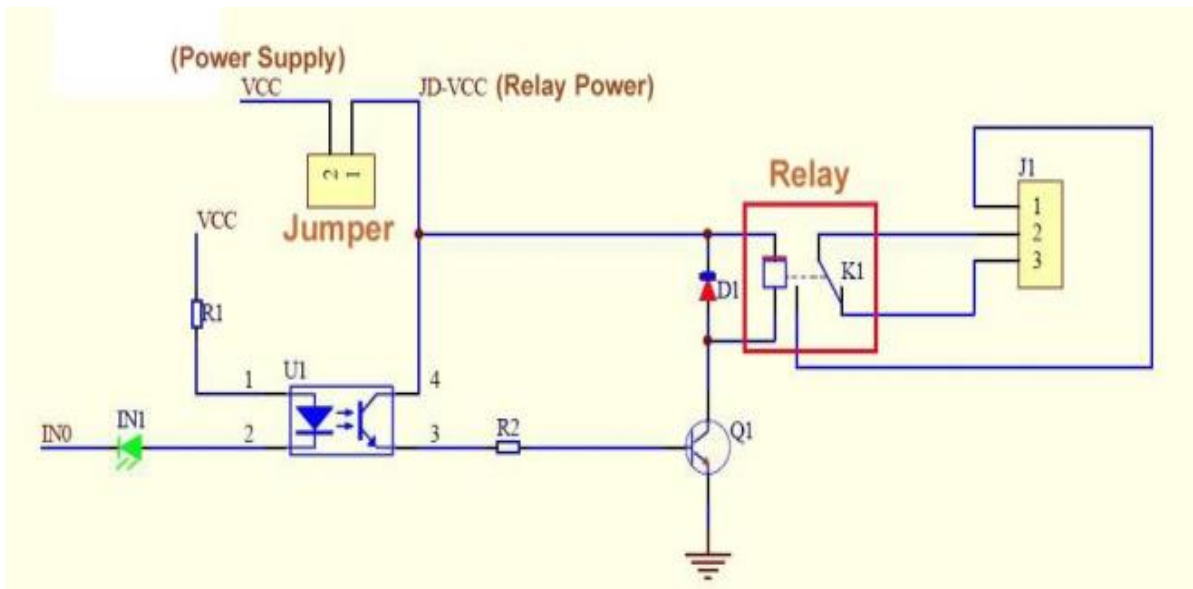 (Power Supply)
VCC
JD-VCC (Relay Power)
2 1
Jumper
VCC
R1
Relay
J1
1
2
3
K1
D1
U1
1
4
IN0
IN1
2
3
R2
Q1